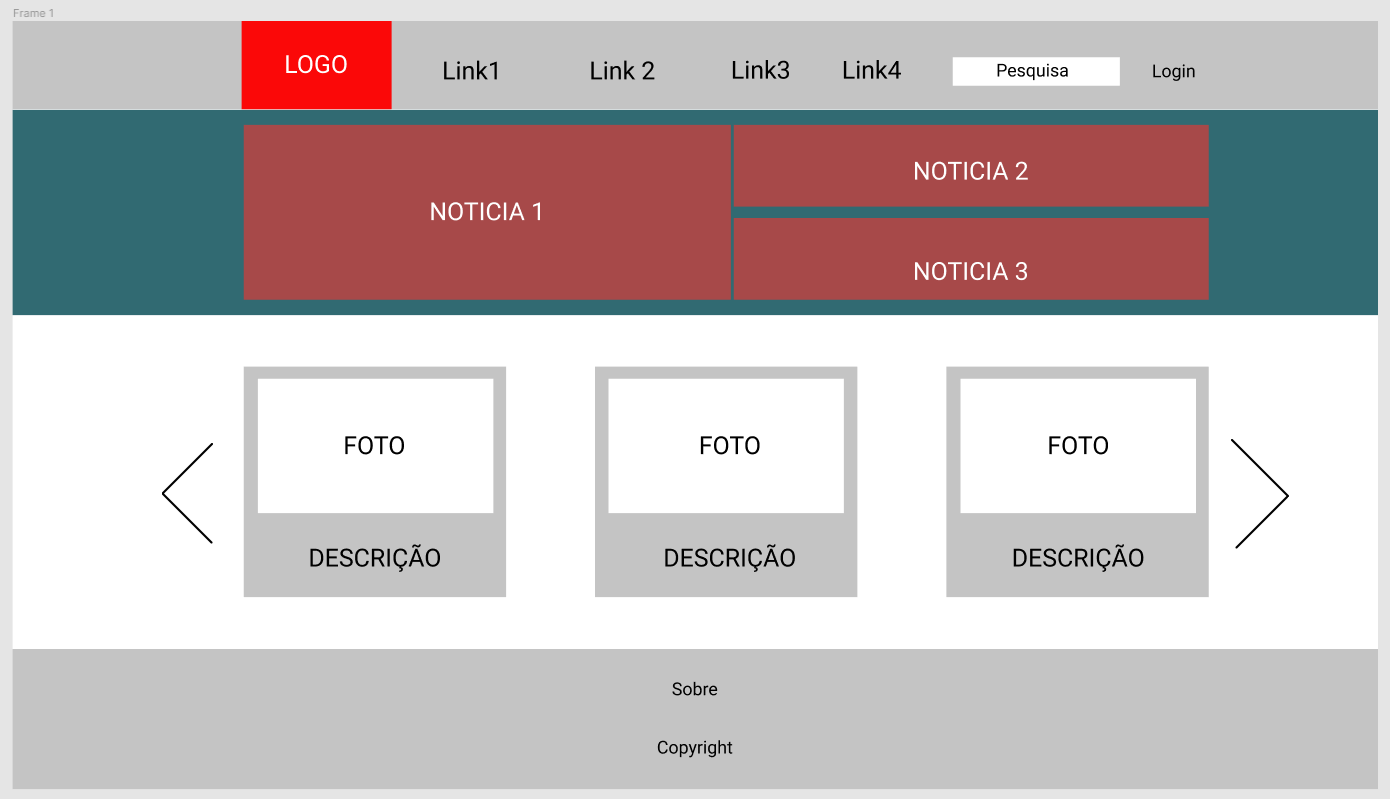 Frame 1
LOGO
Link1
Link 2
Link3
Link4
Pesquisa
Login
NOTICIA 1
NOTICIA 2
NOTICIA 3
FOTO
DESCRIÇÃO
FOTO
DESCRIÇÃO
FOTO
DESCRIÇÃO
Sobre
Copyright